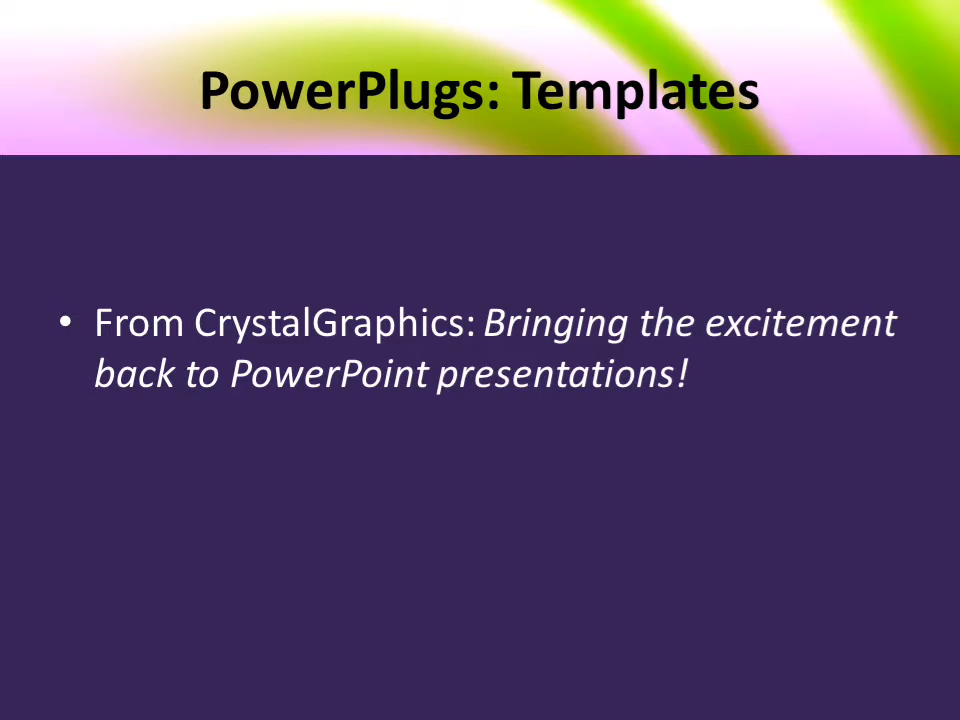 PowerPlugs: Templates
• From CrystalGraphics: Bringing the excitement
back to PowerPoint presentations!